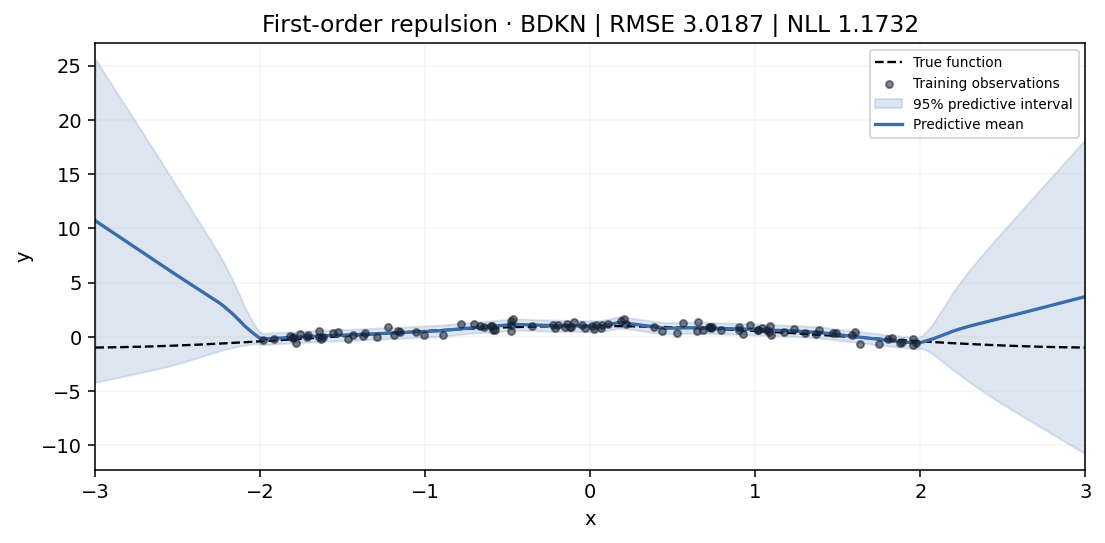 First-order repulsion · BDKN | RMSE 3.0187 | NLL 1.1732
True function
Training observations
95% predictive interval
Predictive mean
25
20
15
10
5
0
−5
−10
y
−3
−2
−1
0
1
2
3
x